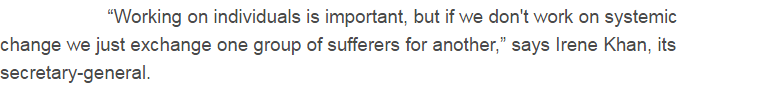 “Working on individuals is important, but if we don't work on systemic
change we just exchange one group of sufferers for another,” says Irene Khan, its
secretary-general.